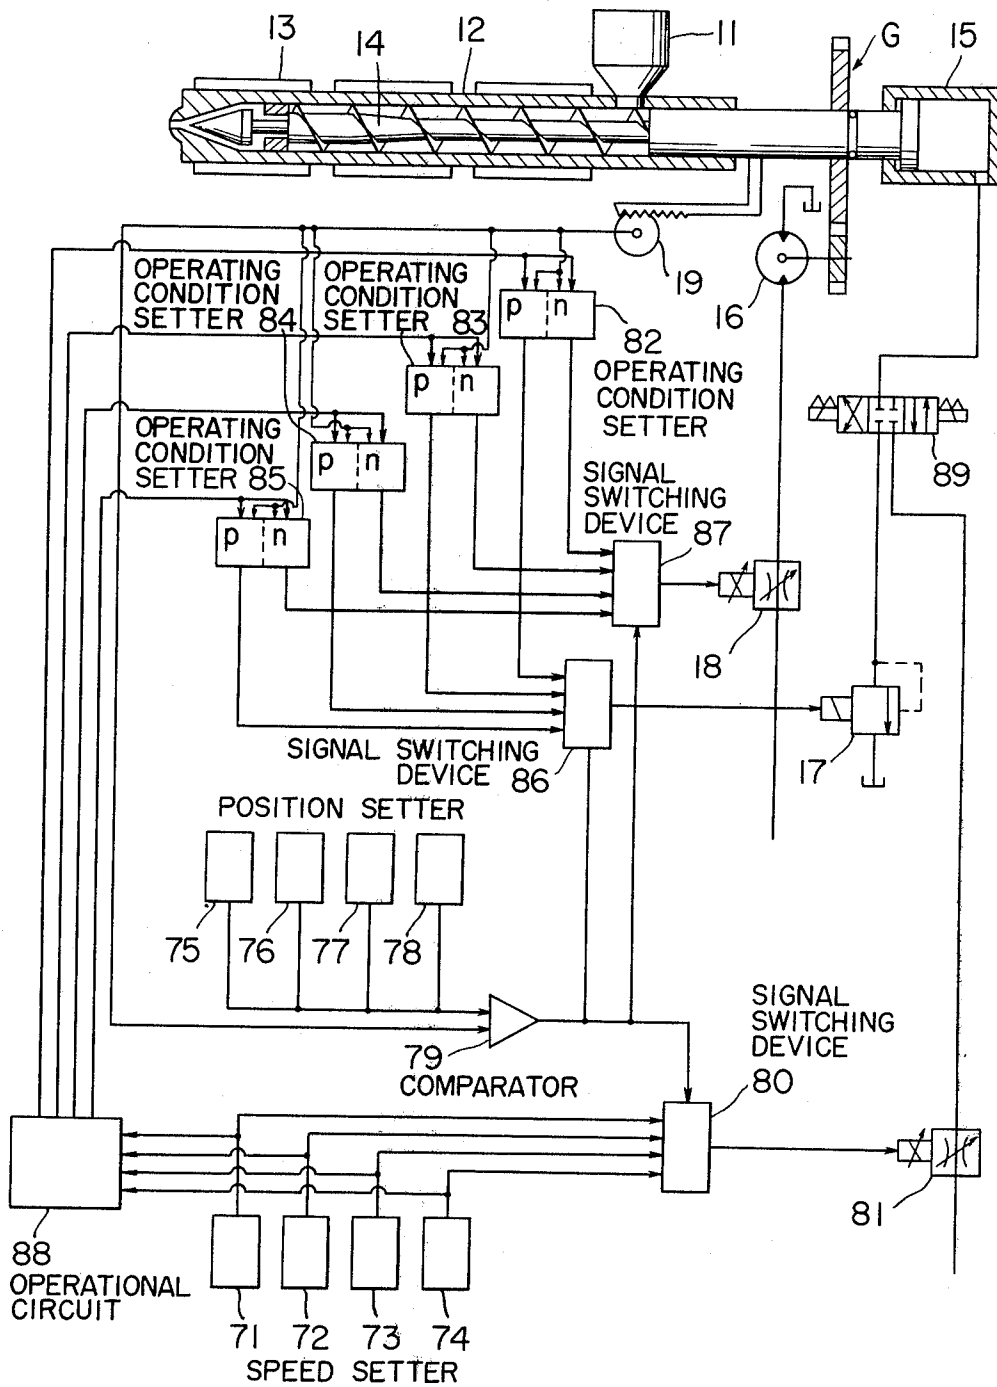 13
14
12
11
G
15
19
16
OPERATING
CONDITION
SETTER 84
OPERATING
CONDITION
SETTER 83
p n
82
OPERATING
CONDITION
SETTER
p n
89
OPERATING
CONDITION
SETTER 85
p n
SIGNAL
SWITCHING
DEVICE
87
p n
18
17
SIGNAL SWITCHING
DEVICE 86
POSITION SETTER
75
76
77
78
79
COMPARATOR
SIGNAL
SWITCHING
DEVICE
80
81
88
OPERATIONAL
CIRCUIT
71
72
73
74
SPEED SETTER